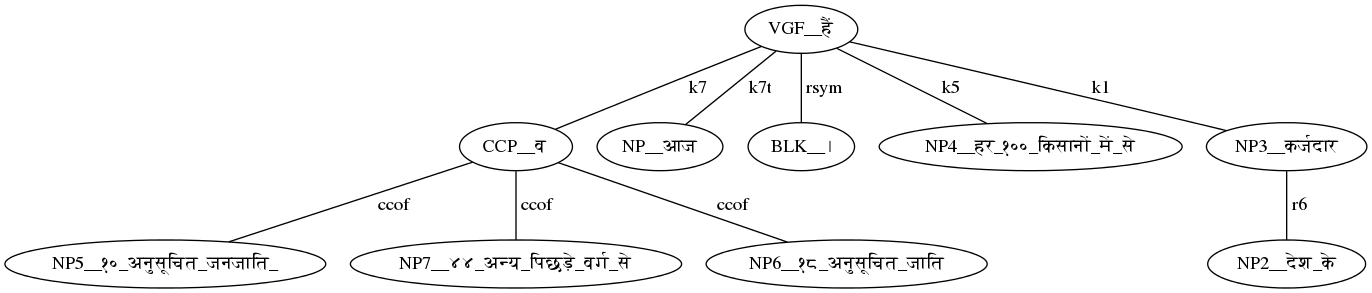 VGF__हैं
k7 k7t rsym k5 k1
CCP__व NP__आज BLK__। NP4__हर_१००_किसानों_में_से NP3__कर्जदार
ccof ccof ccof r6
NP5__१०_अनुसूचित_जनजाति_ NP7__४४_अन्य_पिछड़े_वर्ग_से NP6__१८_अनुसूचित_जाति NP2__देश_के